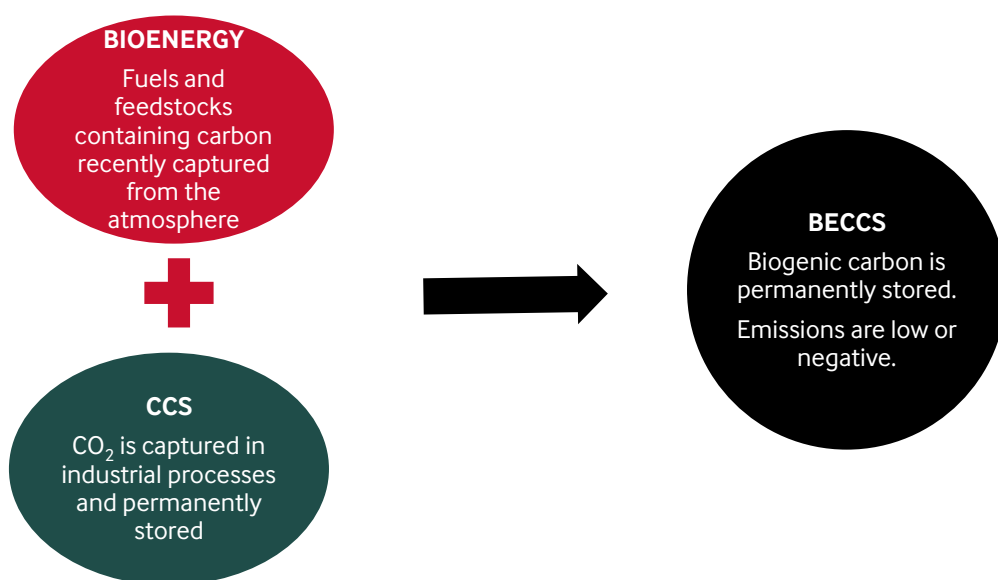 BIOENERGY
Fuels and
feedstocks
containing carbon
recently captured
from the
atmosphere
CCS
CO₂ is captured in
industrial processes
and permanently
stored
BECCS
Biogenic carbon is
permanently stored.
Emissions are low or
negative.